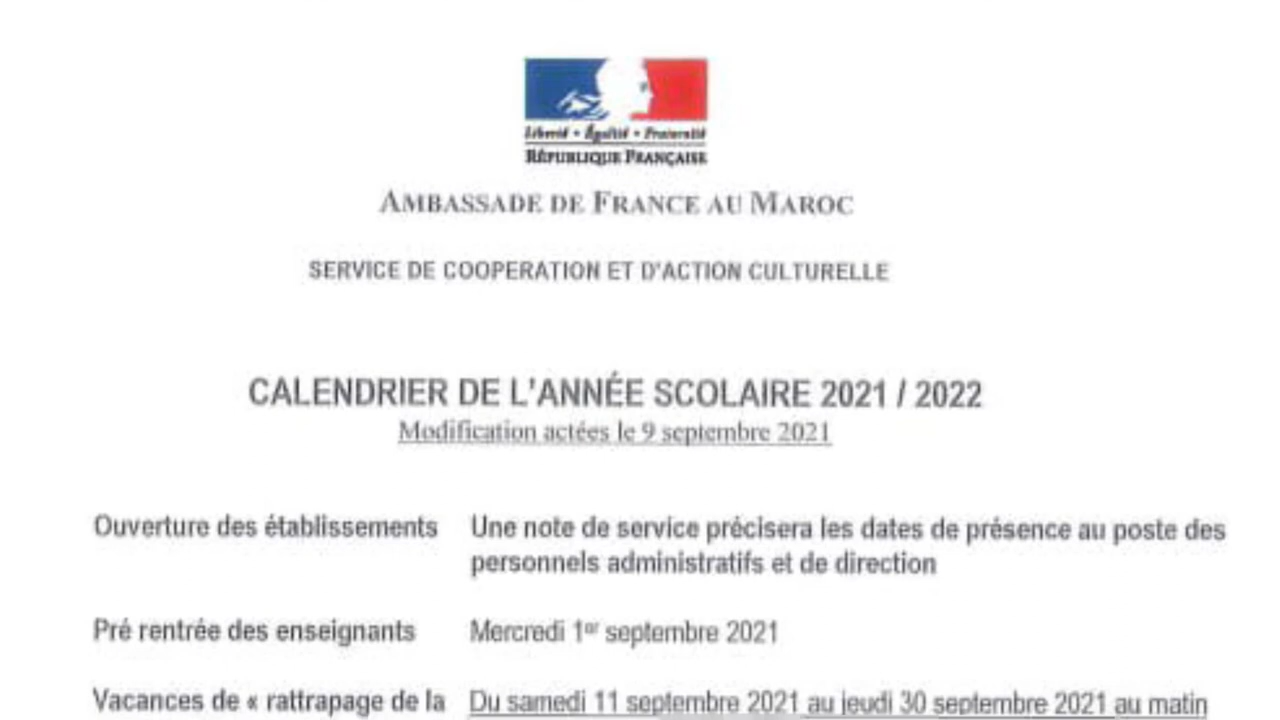 Liberté • Égalité • Fraternité
RÉPUBLIQUE FRANÇAISE
AMBASSADE DE FRANCE AU MAROC
SERVICE DE COOPERATION ET D'ACTION CULTURELLE
CALENDRIER DE L'ANNÉE SCOLAIRE 2021 / 2022
Modification actées le 9 septembre 2021
Ouverture des établissements Une note de service précisera les dates de présence au poste des
personnels administratifs et de direction
Pré rentrée des enseignants Mercredi 1er septembre 2021
Vacances de « rattrapage de la Du samedi 11 septembre 2021 au jeudi 30 septembre 2021 au matin